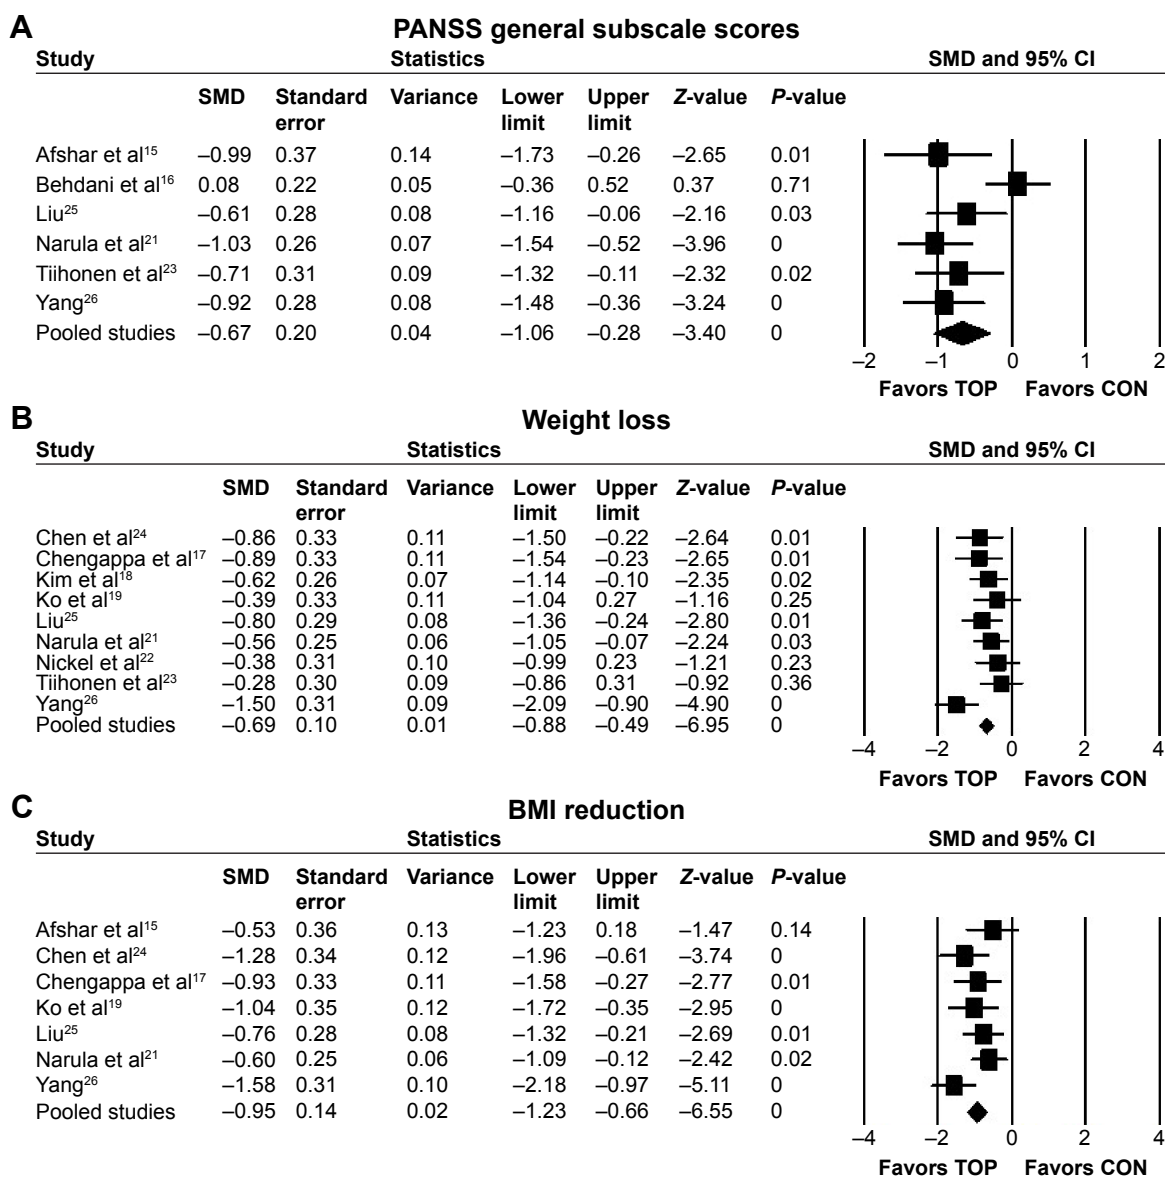 A
PANSS general subscale scores
Study Statistics SMD and 95% CI
SMD Standard error Variance Lower limit Upper limit Z-value P-value
Afshar et al15 –0.99 0.37 0.14 –1.73 –0.26 –2.65 0.01
Behdani et al16 0.08 0.22 0.05 –0.36 0.52 0.37 0.71
Liu25 –0.61 0.28 0.08 –1.16 –0.06 –2.16 0.03
Narula et al21 –1.03 0.26 0.07 –1.54 –0.52 –3.96 0
Tiihonen et al23 –0.71 0.31 0.09 –1.32 –0.11 –2.32 0.02
Yang26 –0.92 0.28 0.08 –1.48 –0.36 –3.24 0
Pooled studies –0.67 0.20 0.04 –1.06 –0.28 –3.40 0
–2 –1 0 1 2
Favors TOP Favors CON
B
Weight loss
Study Statistics SMD and 95% CI
SMD Standard error Variance Lower limit Upper limit Z-value P-value
Chen et al24 –0.86 0.33 0.11 –1.50 –0.22 –2.64 0.01
Chengappa et al17 –0.89 0.33 0.11 –1.54 –0.23 –2.65 0.01
Kim et al18 –0.62 0.26 0.07 –1.14 –0.10 –2.35 0.02
Ko et al19 –0.39 0.33 0.11 –1.04 0.27 –1.16 0.25
Liu25 –0.80 0.29 0.08 –1.36 –0.24 –2.80 0.01
Narula et al21 –0.56 0.25 0.06 –1.05 –0.07 –2.24 0.03
Nickel et al22 –0.38 0.31 0.10 –0.99 0.23 –1.21 0.23
Tiihonen et al23 –0.28 0.30 0.09 –0.86 0.31 –0.92 0.36
Yang26 –1.50 0.31 0.09 –2.09 –0.90 –4.90 0
Pooled studies –0.69 0.10 0.01 –0.88 –0.49 –6.95 0
–4 –2 0 2 4
Favors TOP Favors CON
C
BMI reduction
Study Statistics SMD and 95% CI
SMD Standard error Variance Lower limit Upper limit Z-value P-value
Afshar et al15 –0.53 0.36 0.13 –1.23 0.18 –1.47 0.14
Chen et al24 –1.28 0.34 0.12 –1.96 –0.61 –3.74 0
Chengappa et al17 –0.93 0.33 0.11 –1.58 –0.27 –2.77 0.01
Ko et al19 –1.04 0.35 0.12 –1.72 –0.35 –2.95 0
Liu25 –0.76 0.28 0.08 –1.32 –0.21 –2.69 0.01
Narula et al21 –0.60 0.25 0.06 –1.09 –0.12 –2.42 0.02
Yang26 –1.58 0.31 0.10 –2.18 –0.97 –5.11 0
Pooled studies –0.95 0.14 0.02 –1.23 –0.66 –6.55 0
–4 –2 0 2 4
Favors TOP Favors CON